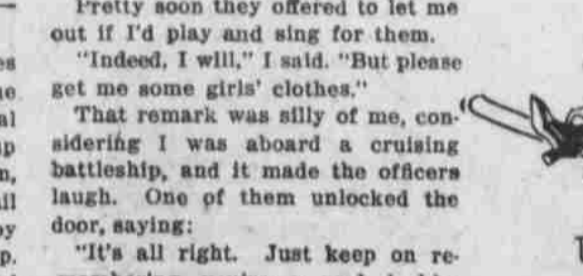 Pretty soon they offered to let me
out if I'd play and sing for them.
"Indeed, I will," I said. "But please
get me some girls' clothes."
That remark was silly of me, con-
sidering I was aboard a cruising
battleship, and it made the officers
laugh. One of them unlocked the
door, saying:
"It's all right. Just keep on re-